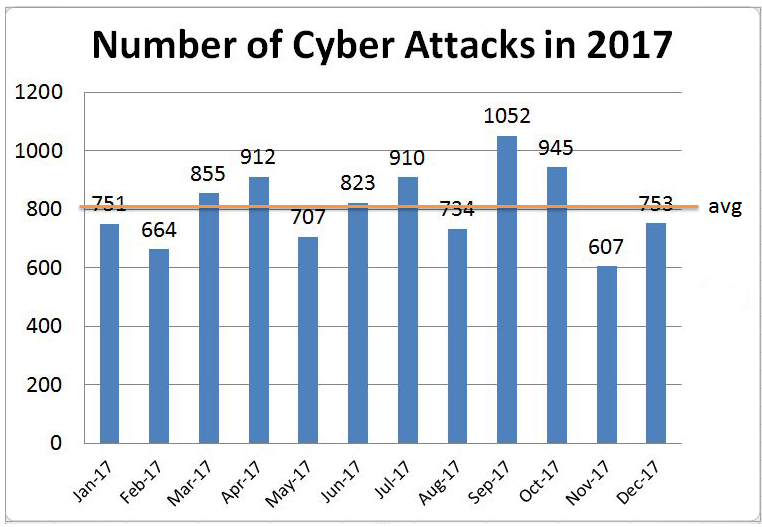 Number of Cyber Attacks in 2017
1200
1000
800
600
400
200
0
751
664
855
912
707
823
910
734
1052
945
607
753
avg
Jan-17
Feb-17
Mar-17
Apr-17
May-17
Jun-17
Jul-17
Aug-17
Sep-17
Oct-17
Nov-17
Dec-17